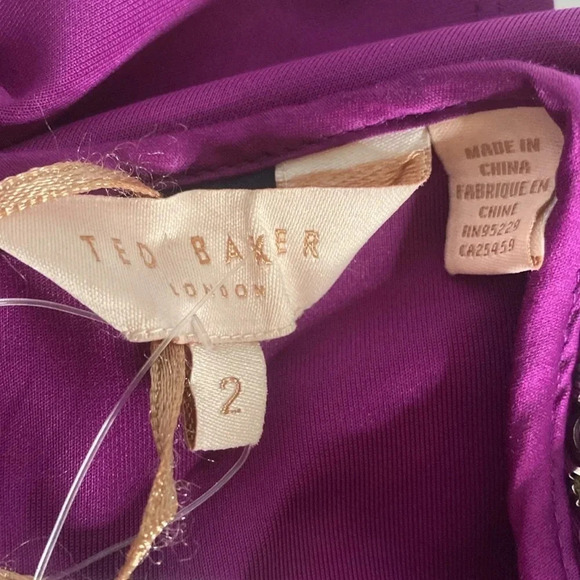 TED BAKER
LONDON
2
MADE IN
CHINA
FABRIQUE EN
CHINE
RN95229
CA25459